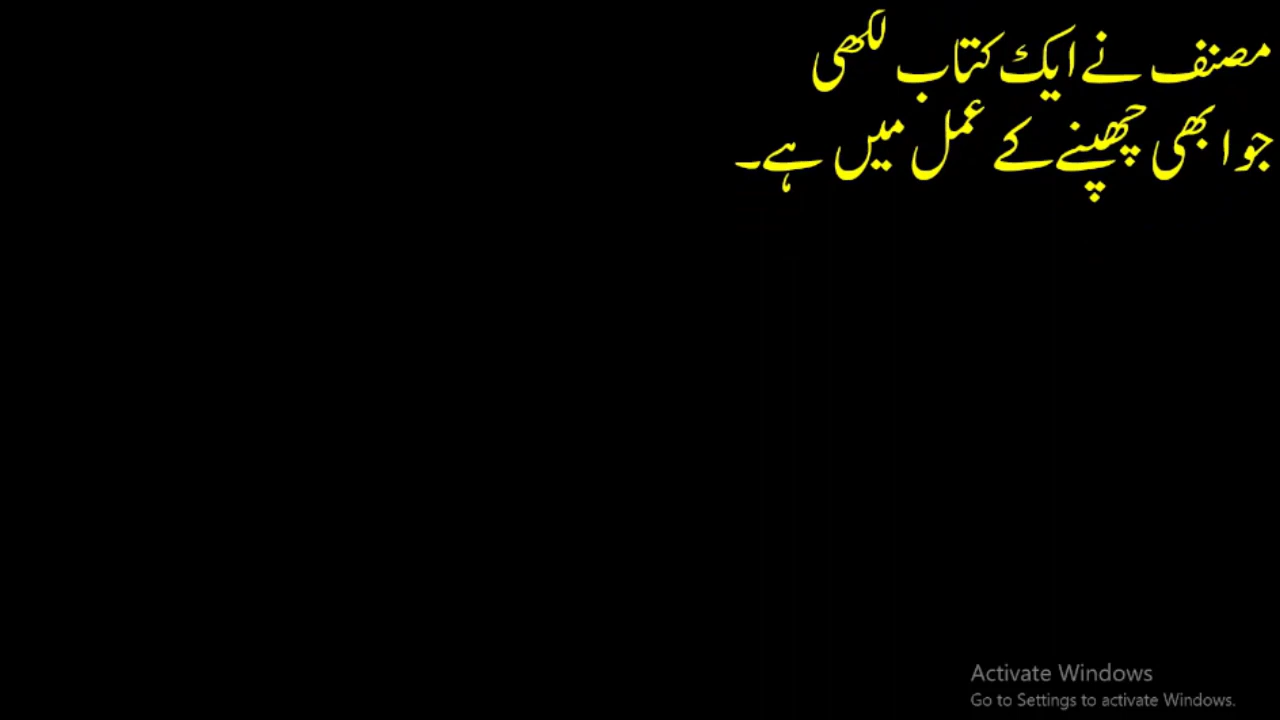 مصنف نے ایک کتاب لکھی
جو ابھی چھپنے کے عمل میں ہے۔
Activate Windows
Go to Settings to activate Windows.